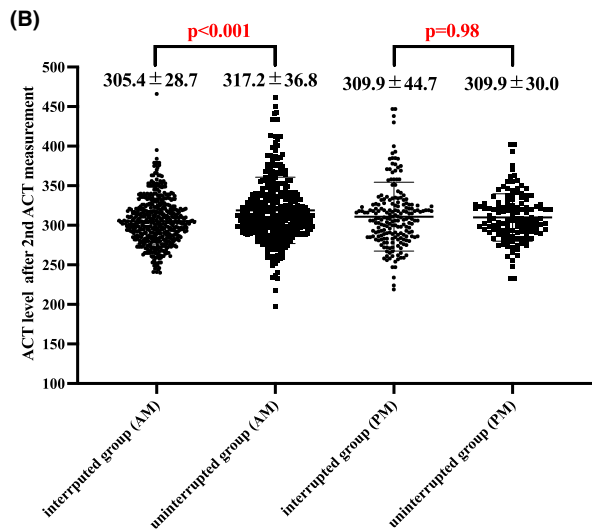 (B)
p<0.001
p=0.98
305.4±28.7
317.2±36.8
309.9±44.7
309.9±30.0
ACT level after 2nd ACT measurement
500
450
400
350
300
250
200
150
100
interrputed group (AM)
uninterrupted group (AM)
interrupted group (PM)
uninterrupted group (PM)